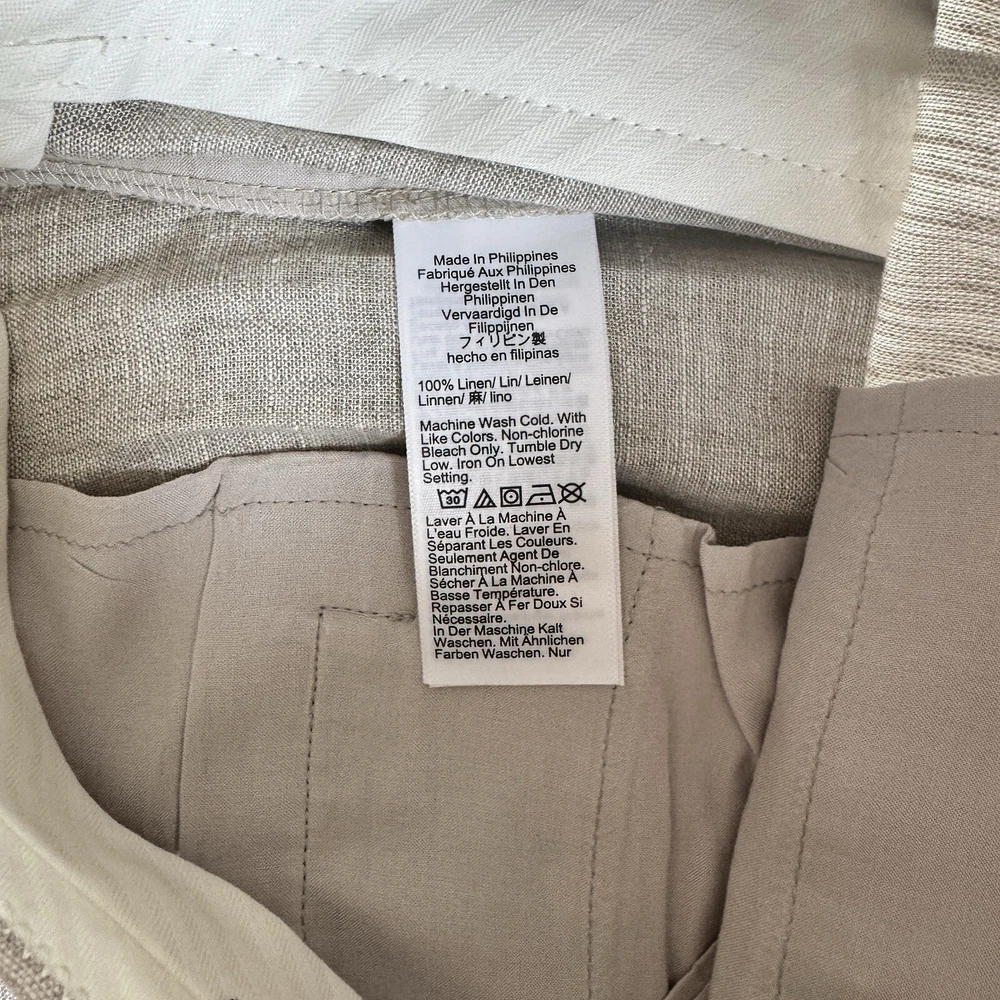 Made In Philippines
Fabriqué Aux Philippines
Hergestellt In Den
Philippinen
Vervaardigd In De
Filippijnen
フィリピン製
hecho en filipinas
100% Linen/ Lin/ Leinen/
Linnen/ 麻/ lino
Machine Wash Cold. With
Like Colors. Non-chlorine
Bleach Only. Tumble Dry
Low. Iron On Lowest
Setting.
30
Laver À La Machine À
L'eau Froide. Laver En
Séparant Les Couleurs.
Seulement Agent De
Blanchiment Non-chlore.
Sécher À La Machine À
Basse Température.
Repasser À Fer Doux Si
Nécessaire.
In Der Maschine Kalt
Waschen. Mit Ähnlichen
Farben Waschen. Nur